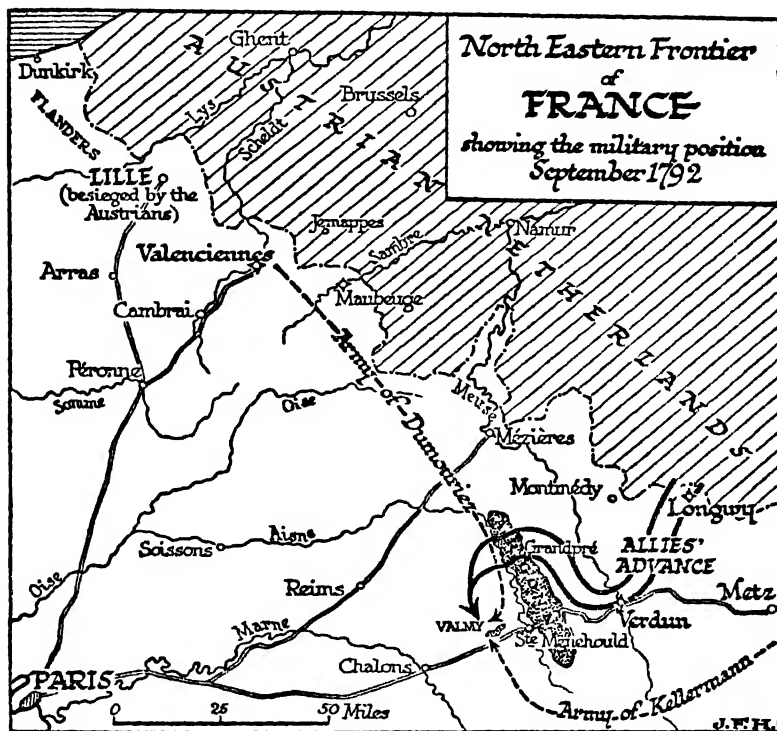 North Eastern Frontier
of
FRANCE
showing the military position
September 1792
AUSTRIAN NETHERLANDS
Dunkirk
Ghent
FLANDERS
Lys
Scheldt
Brussels
LILLE
(besieged by the
Austrians)
Jemappes
Namur
Sambre
Valenciennes
Arras
Maubeuge
Cambrai
Péronne
Somme
Oise
Army of Dumouriez
Meuse
Mézières
Montmédy
Longwy
Aisne
Soissons
Grandpré
ALLIES'
ADVANCE
Oise
Reims
Metz
Verdun
VALMY
Marne
Ste Menehould
Chalons
PARIS
Army of Kellermann
0 25 50 Miles
J.F.H.